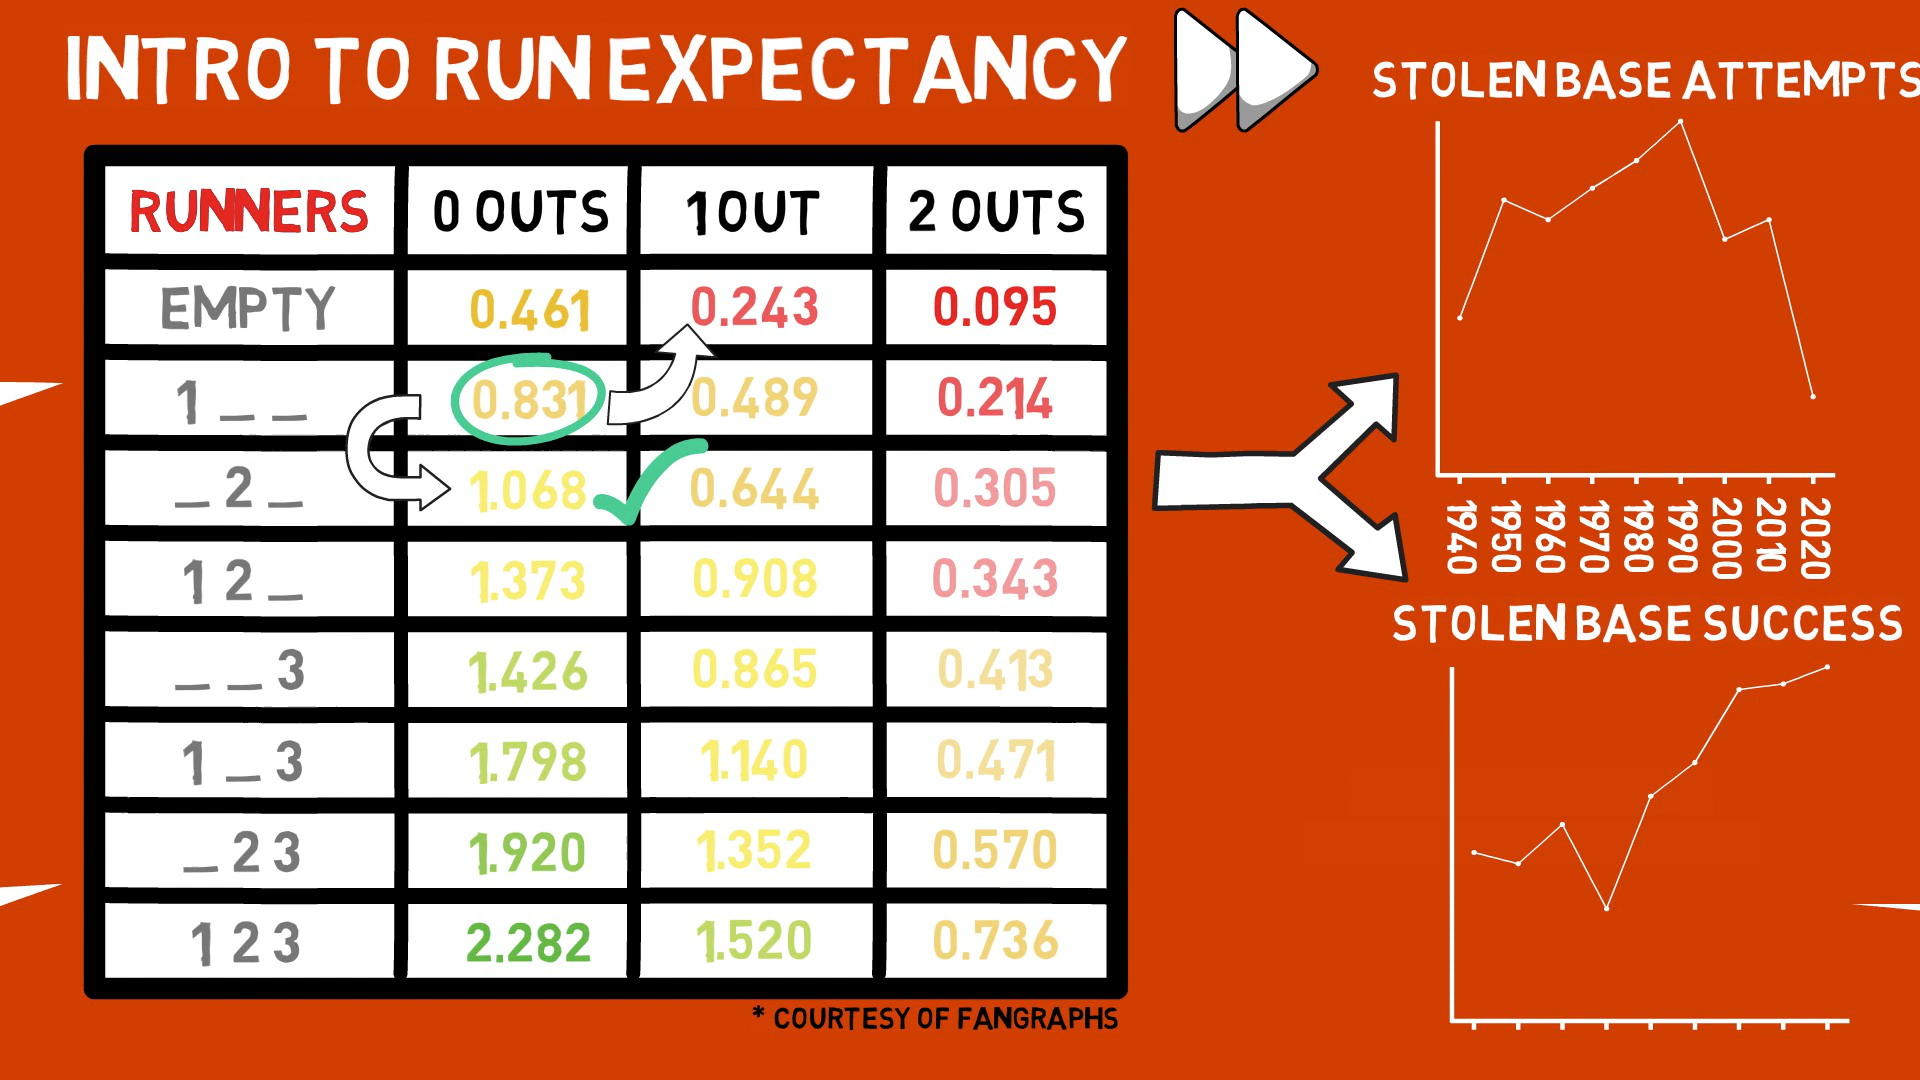 INTRO TO RUN EXPECTANCY
RUNNERS 0 OUTS 1 OUT 2 OUTS
EMPTY 0.461 0.243 0.095
1 _ _ 0.831 0.489 0.214
_ 2 _ 1.068 0.644 0.305
1 2 _ 1.373 0.908 0.343
_ _ 3 1.426 0.865 0.413
1 _ 3 1.798 1.140 0.471
_ 2 3 1.920 1.352 0.570
1 2 3 2.282 1.520 0.736
* COURTESY OF FANGRAPHS
STOLEN BASE ATTEMPTS
1940 1950 1960 1970 1980 1990 2000 2010 2020
STOLEN BASE SUCCESS